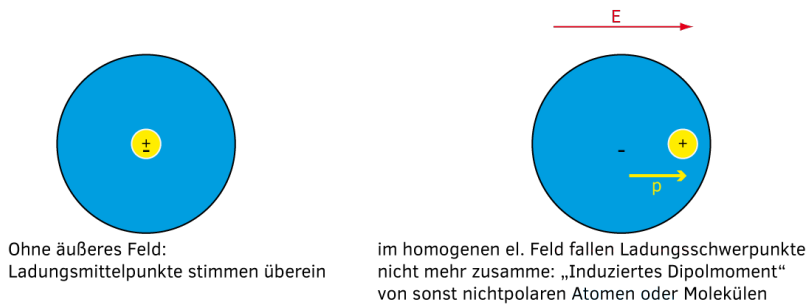 E
±
-
+
p
Ohne äußeres Feld:
Ladungsmittelpunkte stimmen überein
im homogenen el. Feld fallen Ladungsschwerpunkte
nicht mehr zusamme: „Induziertes Dipolmoment“
von sonst nichtpolaren Atomen oder Molekülen